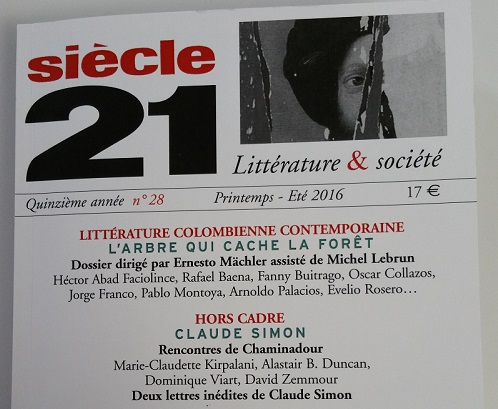 siècle
21
Littérature & société
Quinzième année n° 28 Printemps - Eté 2016 17 €
LITTÉRATURE COLOMBIENNE CONTEMPORAINE
L'ARBRE QUI CACHE LA FORÊT
Dossier dirigé par Ernesto Mächler assisté de Michel Lebrun
Héctor Abad Faciolince, Rafael Baena, Fanny Buitrago, Oscar Collazos,
Jorge Franco, Pablo Montoya, Arnoldo Palacios, Evelio Rosero…
HORS CADRE
CLAUDE SIMON
Rencontres de Chaminadour
Marie-Claudette Kirpalani, Alastair B. Duncan,
Dominique Viart, David Zemmour
Deux lettres inédites de Claude Simon